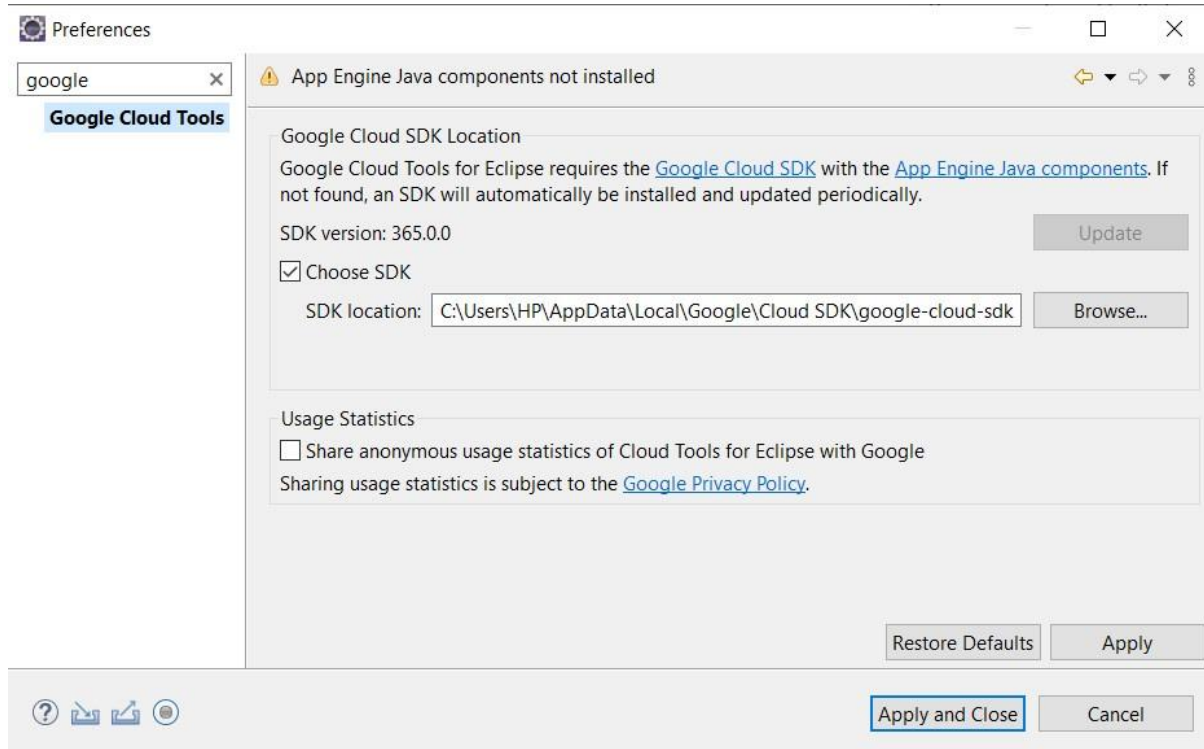 Preferences
google
Google Cloud Tools
App Engine Java components not installed
Google Cloud SDK Location
Google Cloud Tools for Eclipse requires the Google Cloud SDK with the App Engine Java components. If
not found, an SDK will automatically be installed and updated periodically.
SDK version: 365.0.0
Update
Choose SDK
SDK location: C:\Users\HP\AppData\Local\Google\Cloud SDK\google-cloud-sdk
Browse...
Usage Statistics
Share anonymous usage statistics of Cloud Tools for Eclipse with Google
Sharing usage statistics is subject to the Google Privacy Policy.
Restore Defaults
Apply
Apply and Close
Cancel